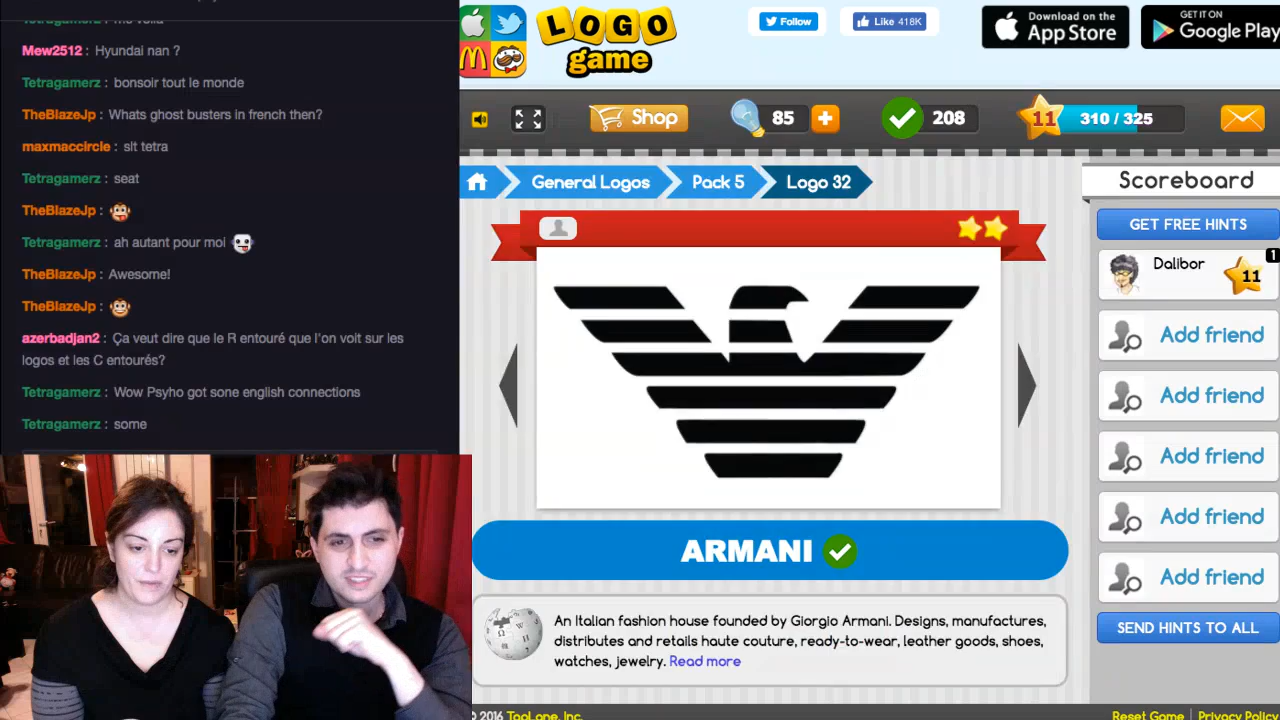 Mew2512 : Hyundai nan ?
Tetragamerz : bonsoir tout le monde
TheBlazeJp : Whats ghost busters in french then?
maxmaccircle : slt tetra
Tetragamerz : seat
TheBlazeJp :
Tetragamerz : ah autant pour moi
TheBlazeJp : Awesome!
TheBlazeJp :
azerbadjan2 : Ça veut dire que le R entouré que l'on voit sur les
logos et les C entourés?
Tetragamerz : Wow Psyho got sone english connections
Tetragamerz : some
LOGO
game
Follow
Like 418K
Download on the
App Store
GET IT ON
Google Play
Shop
85
208
11
310 / 325
General Logos
Pack 5
Logo 32
ARMANI
An Italian fashion house founded by Giorgio Armani. Designs, manufactures,
distributes and retails haute couture, ready-to-wear, leather goods, shoes,
watches, jewelry. Read more
Scoreboard
GET FREE HINTS
1
Dalibor
11
Add friend
Add friend
Add friend
Add friend
Add friend
SEND HINTS TO ALL
© 2016 TapLane, Inc.
Reset Game | Privacy Policy